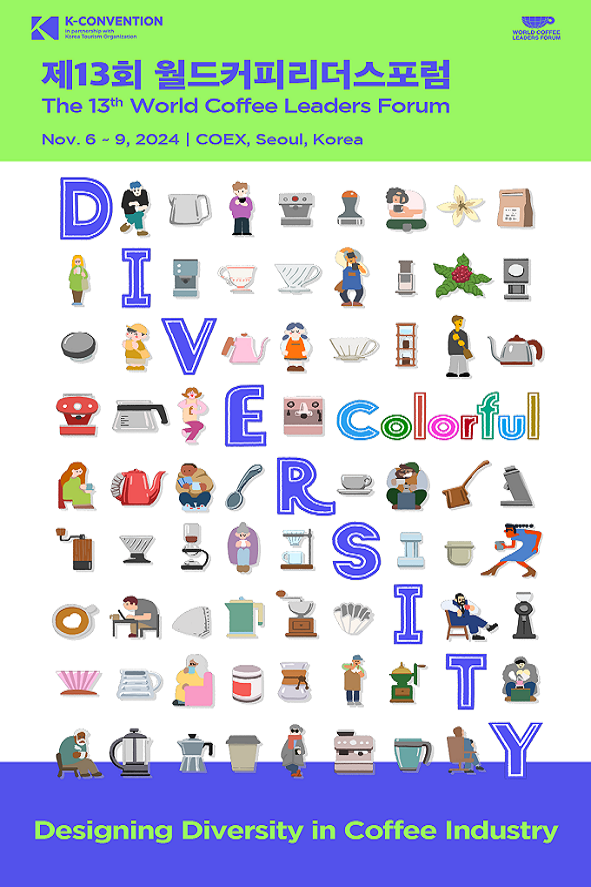 K-CONVENTION
in partnership with
Korea Tourism Organization
WORLD COFFEE
LEADERS FORUM
제13회 월드커피리더스포럼
The 13th World Coffee Leaders Forum
Nov. 6 ~ 9, 2024 | COEX, Seoul, Korea
D
I
V
E
Colorful
R
S
I
T
Y
Designing Diversity in Coffee Industry